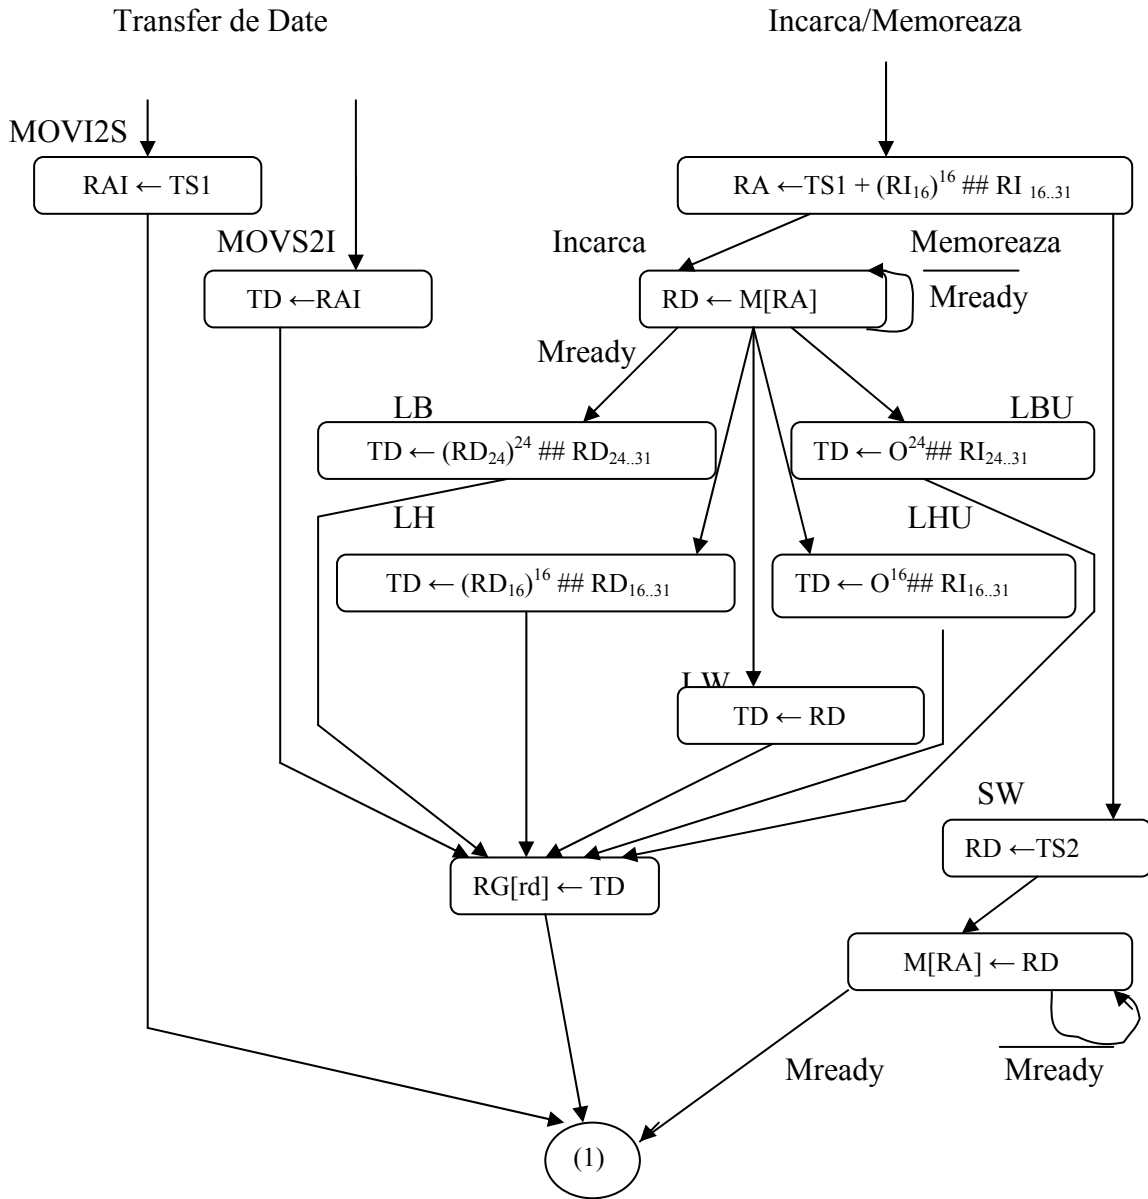 Transfer de Date
Incarca/Memoreaza
MOVI2S
RAI ← TS1
RA ←TS1 + (RI₁₆)¹⁶ ## RI ₁₆..₃₁
MOVS2I
Incarca
Memoreaza
TD ←RAI
RD ← M[RA]
Mready
Mready
LB
LBU
TD ← (RD₂₄)²⁴ ## RD₂₄..₃₁
TD ← O²⁴## RI₂₄..₃₁
LH
LHU
TD ← (RD₁₆)¹⁶ ## RD₁₆..₃₁
TD ← O¹⁶## RI₁₆..₃₁
LW
TD ← RD
SW
RD ←TS2
RG[rd] ← TD
M[RA] ← RD
Mready
Mready
(1)